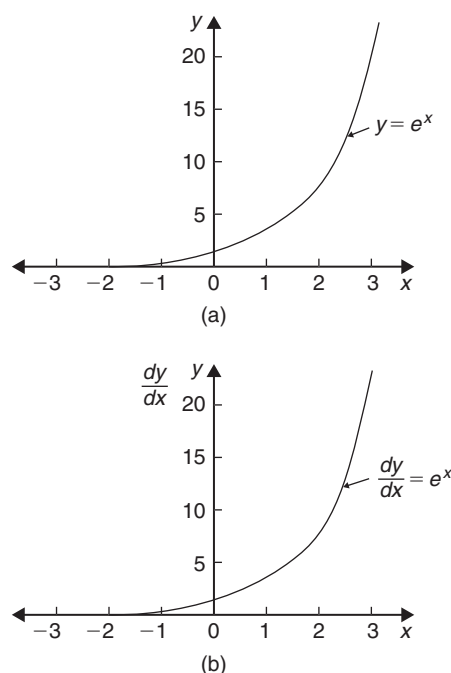 y
20
15
y = e^x
10
5
−3 −2 −1 0 1 2 3 x
(a)
dy/dx y
20
15
dy/dx = e^x
10
5
−3 −2 −1 0 1 2 3 x
(b)